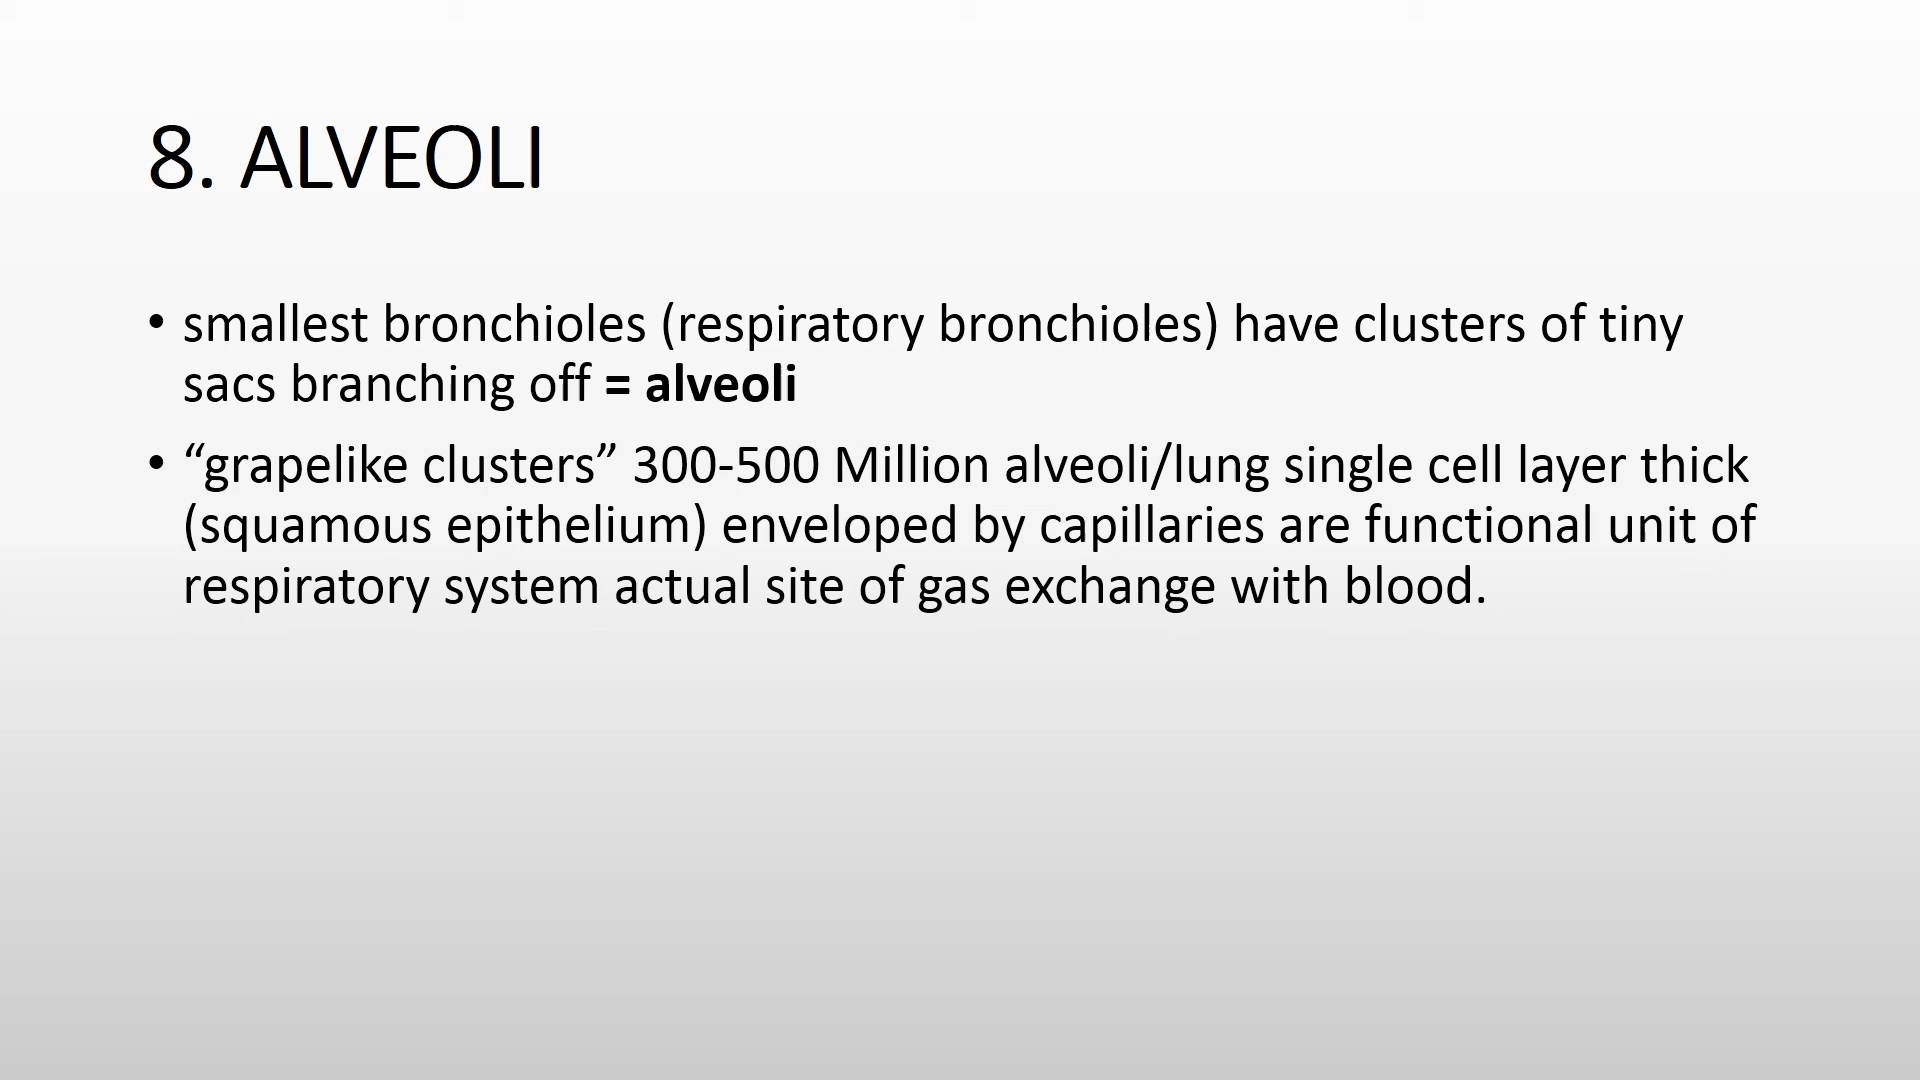 8. ALVEOLI
• smallest bronchioles (respiratory bronchioles) have clusters of tiny
sacs branching off = alveoli
• “grapelike clusters” 300-500 Million alveoli/lung single cell layer thick
(squamous epithelium) enveloped by capillaries are functional unit of
respiratory system actual site of gas exchange with blood.